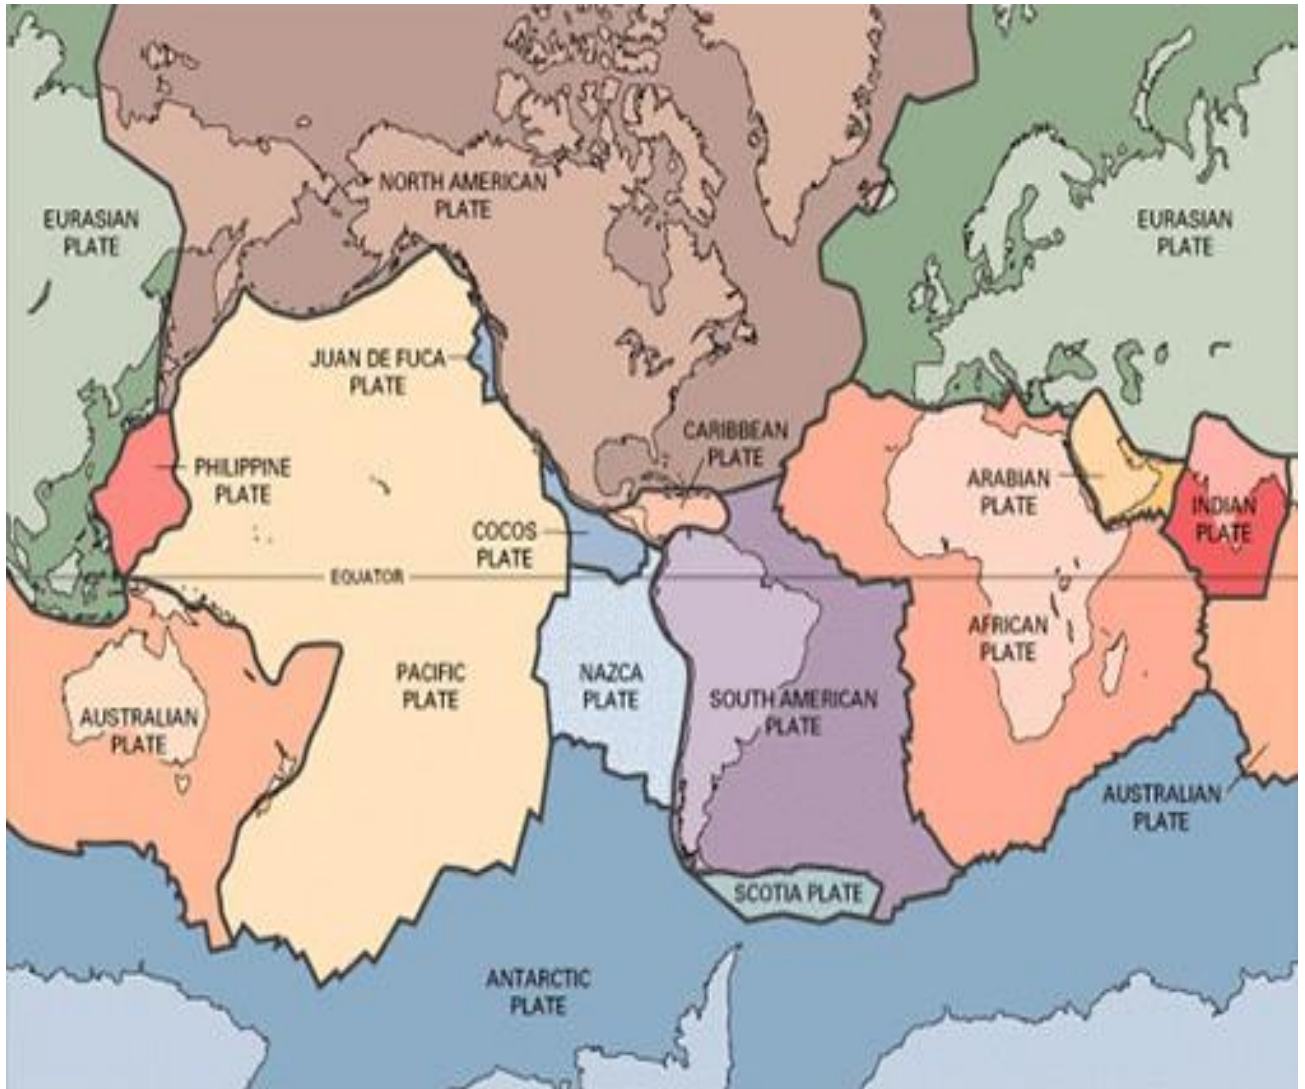 NORTH AMERICAN
PLATE
EURASIAN
PLATE
EURASIAN
PLATE
JUAN DE FUCA
PLATE
CARIBBEAN
PLATE
PHILIPPINE
PLATE
ARABIAN
PLATE
INDIAN
PLATE
COCOS
PLATE
EQUATOR
AFRICAN
PLATE
PACIFIC
PLATE
NAZCA
PLATE
SOUTH AMERICAN
PLATE
AUSTRALIAN
PLATE
AUSTRALIAN
PLATE
SCOTIA PLATE
ANTARCTIC
PLATE